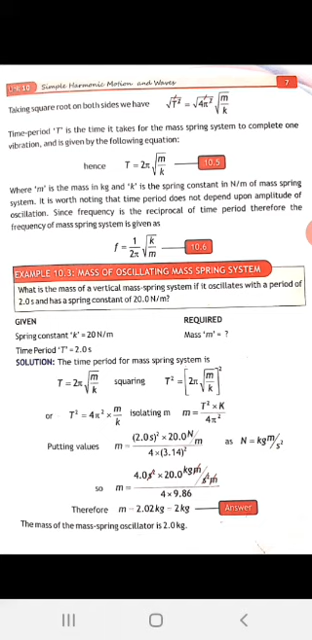 Unit 10 Simple Harmonic Motion and Waves 7
Taking square root on both sides we have √T² = √4π² √(m/k)
Time-period 'T' is the time it takes for the mass spring system to complete one
vibration, and is given by the following equation:
hence T = 2π √(m/k) 10.5
Where 'm' is the mass in kg and 'k' is the spring constant in N/m of mass spring
system. It is worth noting that time period does not depend upon amplitude of
oscillation. Since frequency is the reciprocal of time period therefore the
frequency of mass spring system is given as
f = 1/2π √(k/m) 10.6
EXAMPLE 10.3: MASS OF OSCILLATING MASS SPRING SYSTEM
What is the mass of a vertical mass-spring system if it oscillates with a period of
2.0 s and has a spring constant of 20.0 N/m?
GIVEN REQUIRED
Spring constant 'k' = 20 N/m Mass 'm' = ?
Time Period 'T' = 2.0 s
SOLUTION: The time period for mass spring system is
T = 2π √(m/k) squaring T² = [2π √(m/k)]²
or T² = 4π² × m/k isolating m m = T² × K / 4π²
Putting values m = (2.0 s)² × 20.0 N/m / 4 × (3.14)² as N = kg m/s²
so m = 4.0 s² × 20.0 kg m/s² m / 4 × 9.86
Therefore m = 2.02 kg ≈ 2 kg Answer
The mass of the mass-spring oscillator is 2.0 kg.